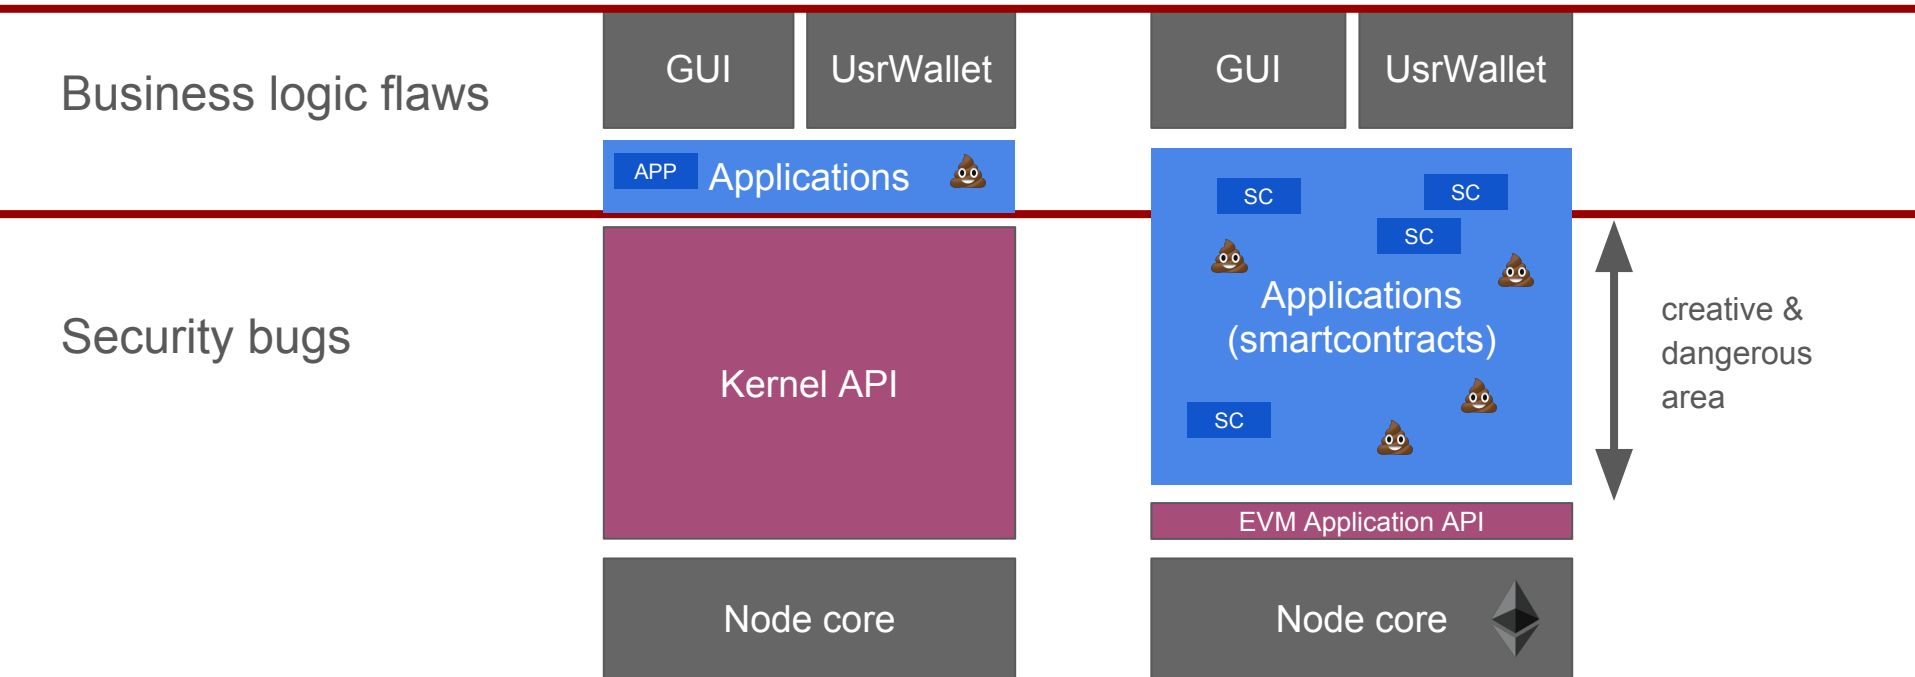 Business logic flaws
GUI
UsrWallet
APP
Applications
Security bugs
Kernel API
Node core
GUI
UsrWallet
SC
SC
SC
Applications
(smartcontracts)
SC
EVM Application API
Node core
creative &
dangerous
area